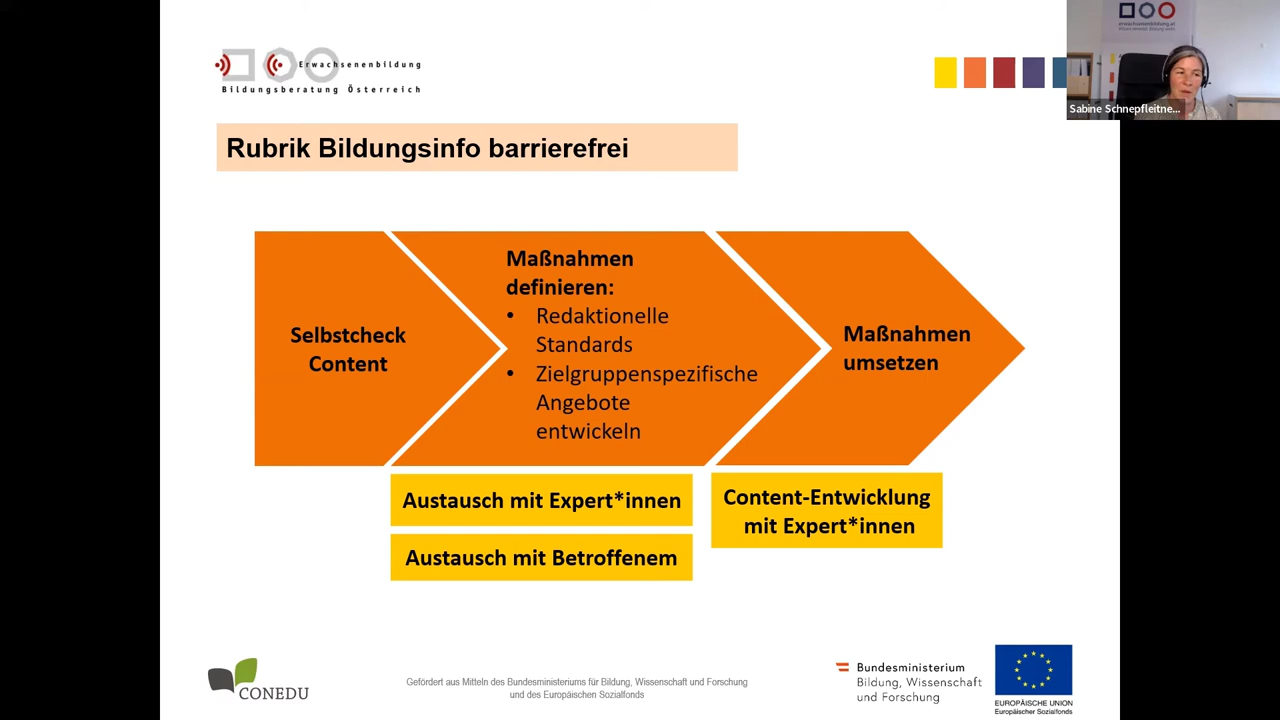 Erwachsenenbildung
Bildungsberatung Österreich
erwachsenenbildung.at
Sabine Schnepfleitne...
Rubrik Bildungsinfo barrierefrei
Selbstcheck
Content
Maßnahmen
definieren:
• Redaktionelle
Standards
• Zielgruppenspezifische
Angebote
entwickeln
Maßnahmen
umsetzen
Austausch mit Expert*innen
Austausch mit Betroffenem
Content-Entwicklung
mit Expert*innen
CONEDU
Gefördert aus Mitteln des Bundesministeriums für Bildung, Wissenschaft und Forschung
und des Europäischen Sozialfonds
Bundesministerium
Bildung, Wissenschaft
und Forschung
EUROPÄISCHE UNION
Europäischer Sozialfonds